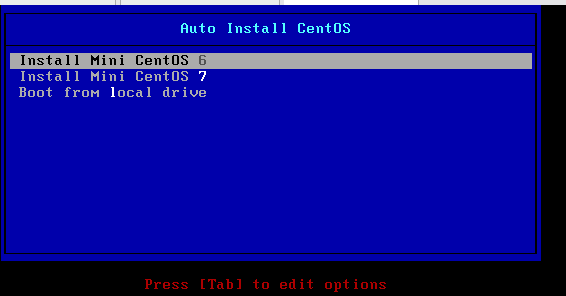 Auto Install CentOS
Install Mini CentOS 6
Install Mini CentOS 7
Boot from local drive
Press [Tab] to edit options